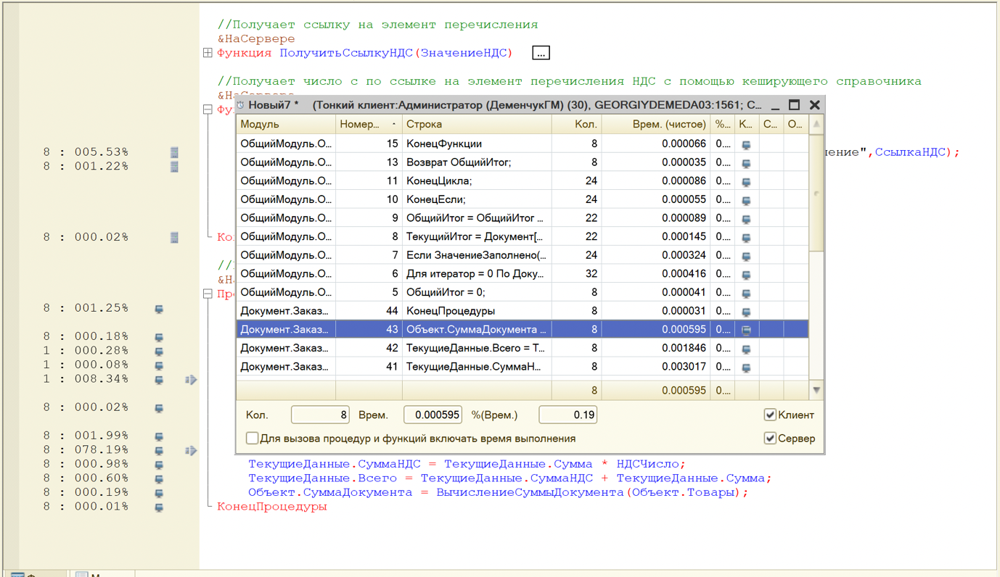 //Получает ссылку на элемент перечисления
&НаСервере
Функция ПолучитьСсылкуНДС(ЗначениеНДС) ...
//Получает число с по ссылке на элемент перечисления НДС с помощью кеширующего справочника
&НаСервере
Новый7 * (Тонкий клиент:Администратор (ДеменчукГМ) (30), GEORGIYDEMEDA03:1561; С...
Фу
Модуль Номер... Строка Кол. Врем. (чистое) %... К... С... О...
ОбщийМодуль.О... 15 КонецФункции 8 0.000066 0....
8 : 005.53% ение",СсылкаНДС);
ОбщийМодуль.О... 13 Возврат ОбщийИтог; 8 0.000035 0....
8 : 001.22%
ОбщийМодуль.О... 11 КонецЦикла; 24 0.000086 0....
ОбщийМодуль.О... 10 КонецЕсли; 24 0.000055 0....
ОбщийМодуль.О... 9 ОбщийИтог = ОбщийИтог ... 22 0.000089 0....
8 : 000.02% Ко
ОбщийМодуль.О... 8 ТекущийИтог = Документ[... 22 0.000145 0....
ОбщийМодуль.О... 7 Если ЗначениеЗаполнено(... 24 0.000324 0....
//
ОбщийМодуль.О... 6 Для итератор = 0 По Доку... 32 0.000416 0....
&Н
ОбщийМодуль.О... 5 ОбщийИтог = 0; 8 0.000041 0....
Пр
8 : 001.25%
Документ.Заказ... 44 КонецПроцедуры 8 0.000031 0....
Документ.Заказ... 43 Объект.СуммаДокумента ... 8 0.000595 0....
8 : 000.18%
Документ.Заказ... 42 ТекущиеДанные.Всего = Т... 8 0.001846 0....
1 : 000.28%
Документ.Заказ... 41 ТекущиеДанные.СуммаН... 8 0.003017 0....
1 : 000.08%
1 : 008.34%
8 0.000595 0....
8 : 000.02%
Кол. 8 Врем. 0.000595 %(Врем.) 0.19 Клиент
8 : 001.99%
Для вызова процедур и функций включать время выполнения Сервер
8 : 078.19%
8 : 000.98% ТекущиеДанные.СуммаНДС = ТекущиеДанные.Сумма * НДСЧисло;
8 : 000.60% ТекущиеДанные.Всего = ТекущиеДанные.СуммаНДС + ТекущиеДанные.Сумма;
8 : 000.19% Объект.СуммаДокумента = ВычислениеСуммыДокумента(Объект.Товары);
8 : 000.01% КонецПроцедуры